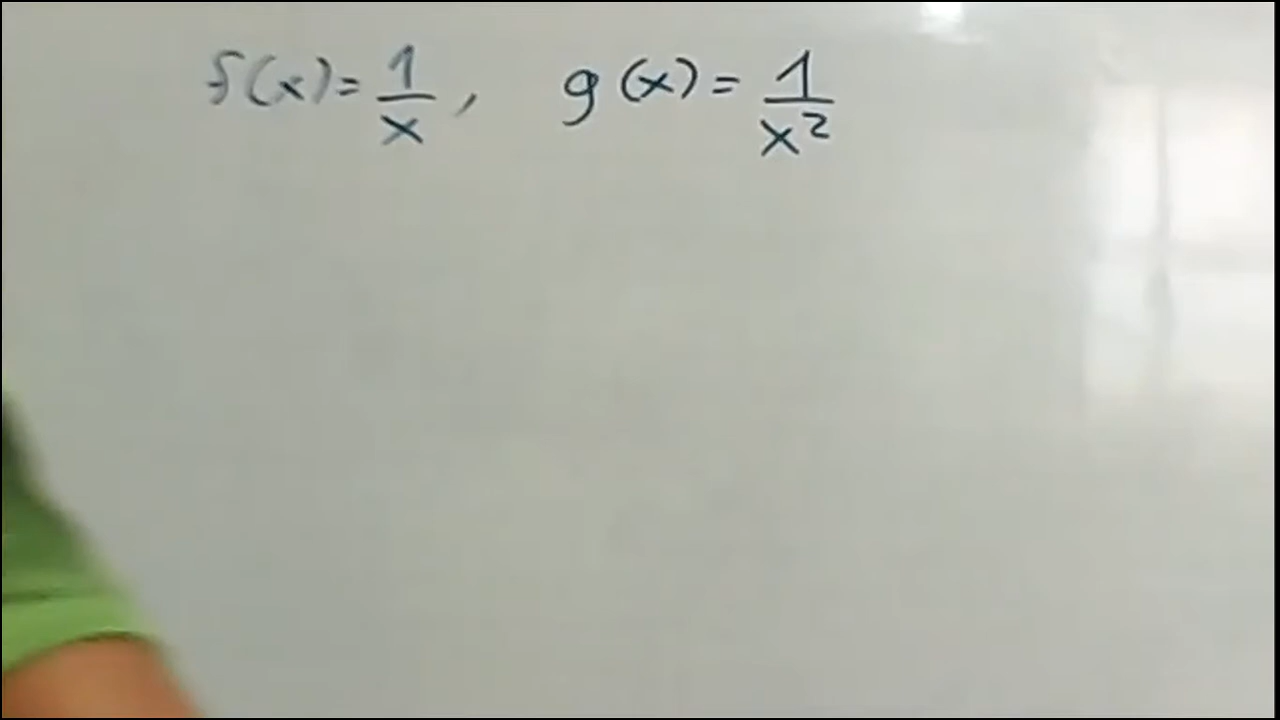 f(x) = 1/x , g(x) = 1/x²